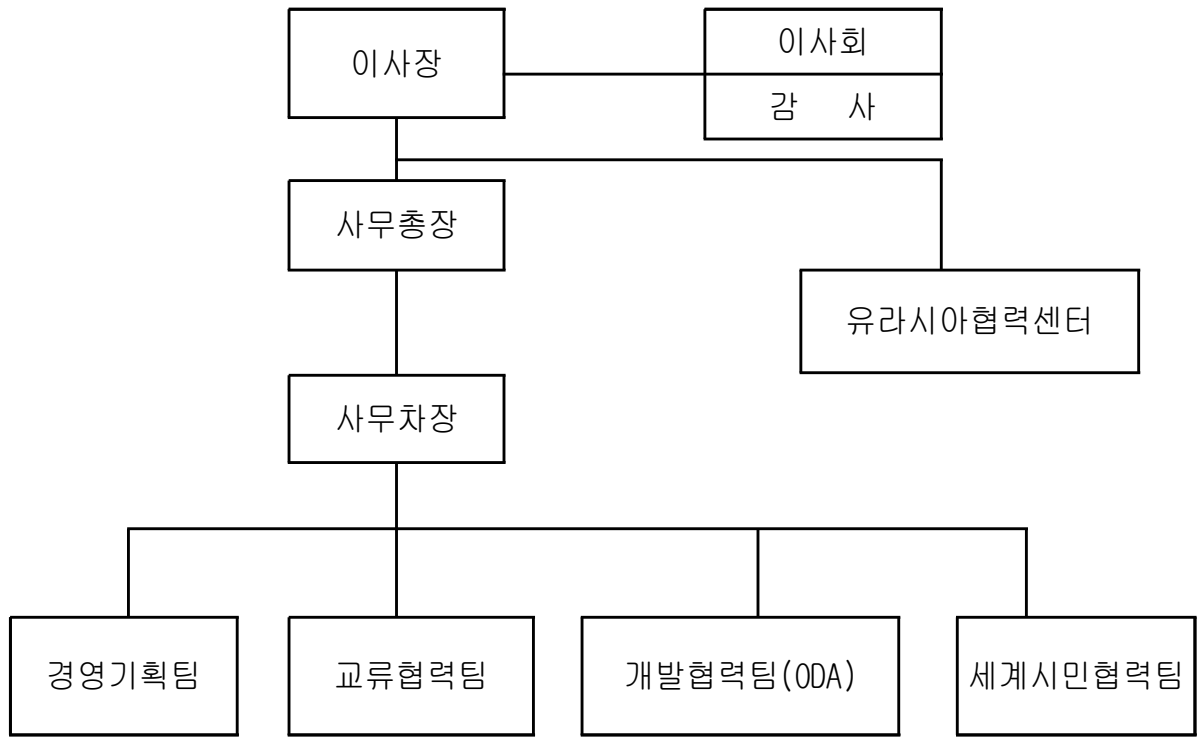 이사장
이사회
감 사
사무총장
유라시아협력센터
사무차장
경영기획팀
교류협력팀
개발협력팀(ODA)
세계시민협력팀